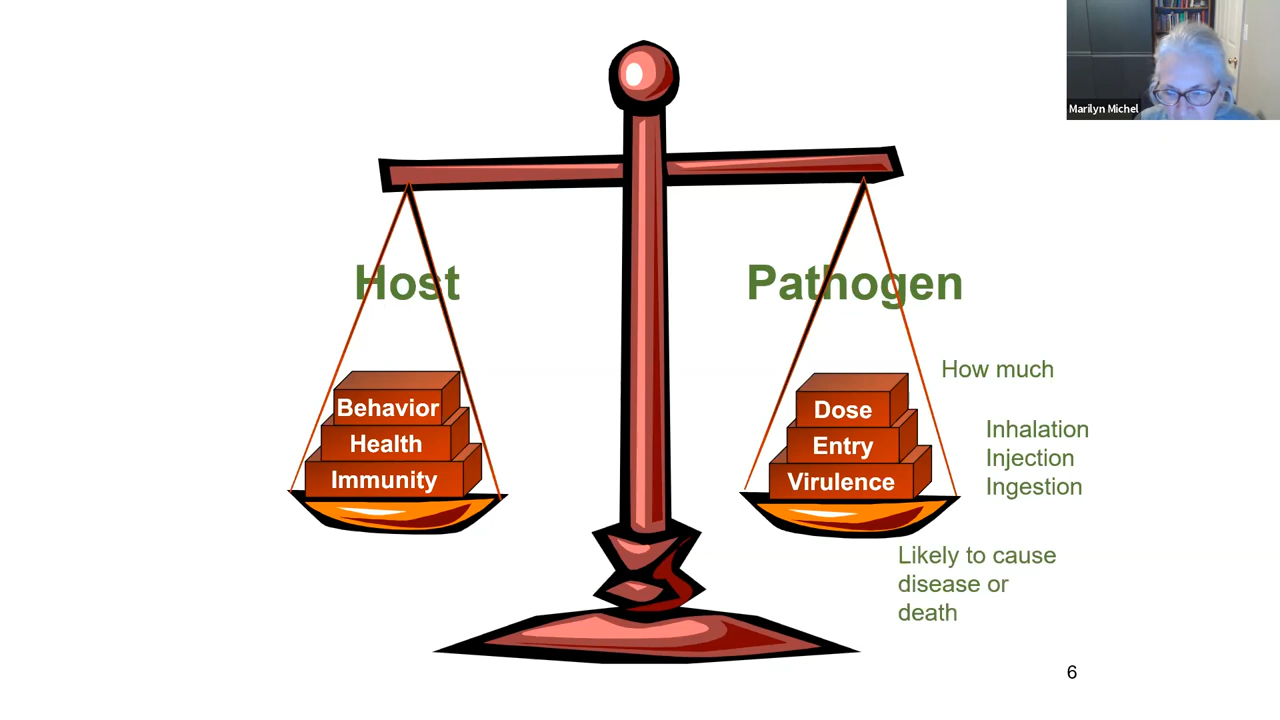 Marilyn Michel
Host
Pathogen
Behavior
Health
Immunity
Dose
Entry
Virulence
How much
Inhalation
Injection
Ingestion
Likely to cause
disease or
death
6